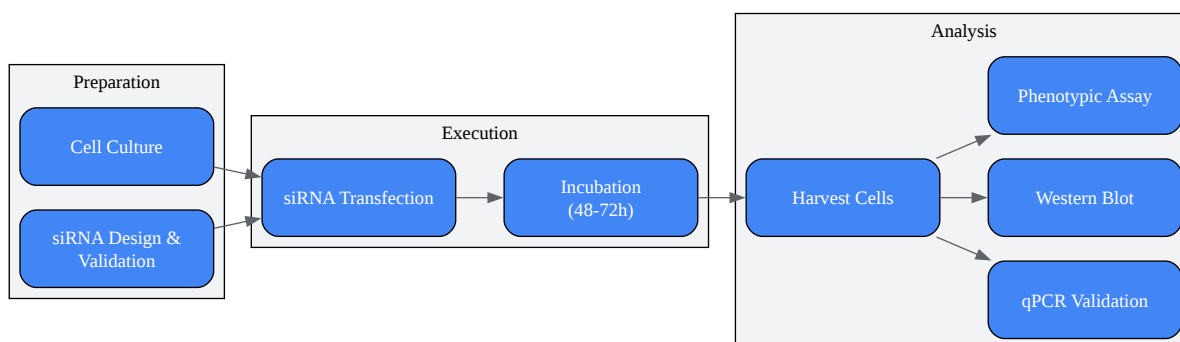 Preparation
Cell Culture
siRNA Design &
Validation
Execution
siRNA Transfection
Incubation
(48-72h)
Analysis
Harvest Cells
Phenotypic Assay
Western Blot
qPCR Validation